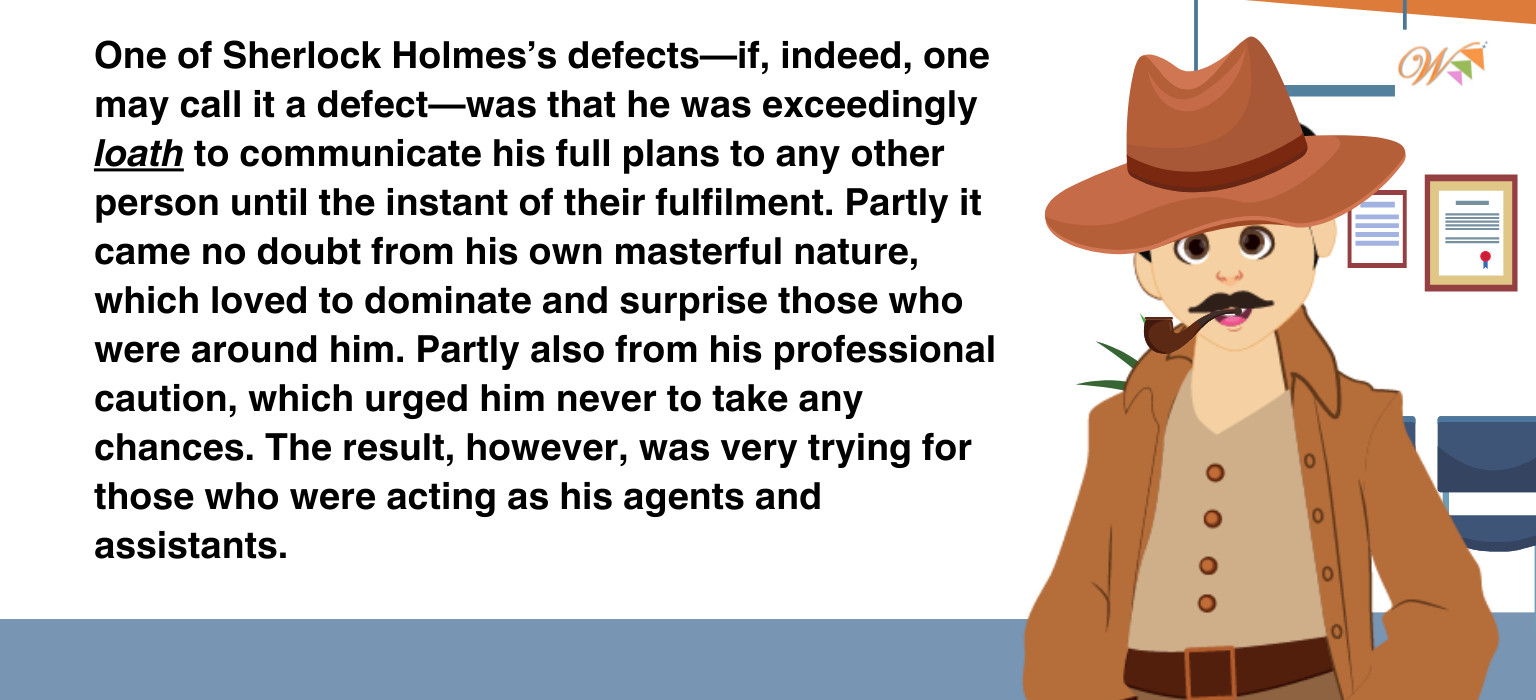 One of Sherlock Holmes’s defects—if, indeed, one
may call it a defect—was that he was exceedingly
loath to communicate his full plans to any other
person until the instant of their fulfilment. Partly it
came no doubt from his own masterful nature,
which loved to dominate and surprise those who
were around him. Partly also from his professional
caution, which urged him never to take any
chances. The result, however, was very trying for
those who were acting as his agents and
assistants.
W